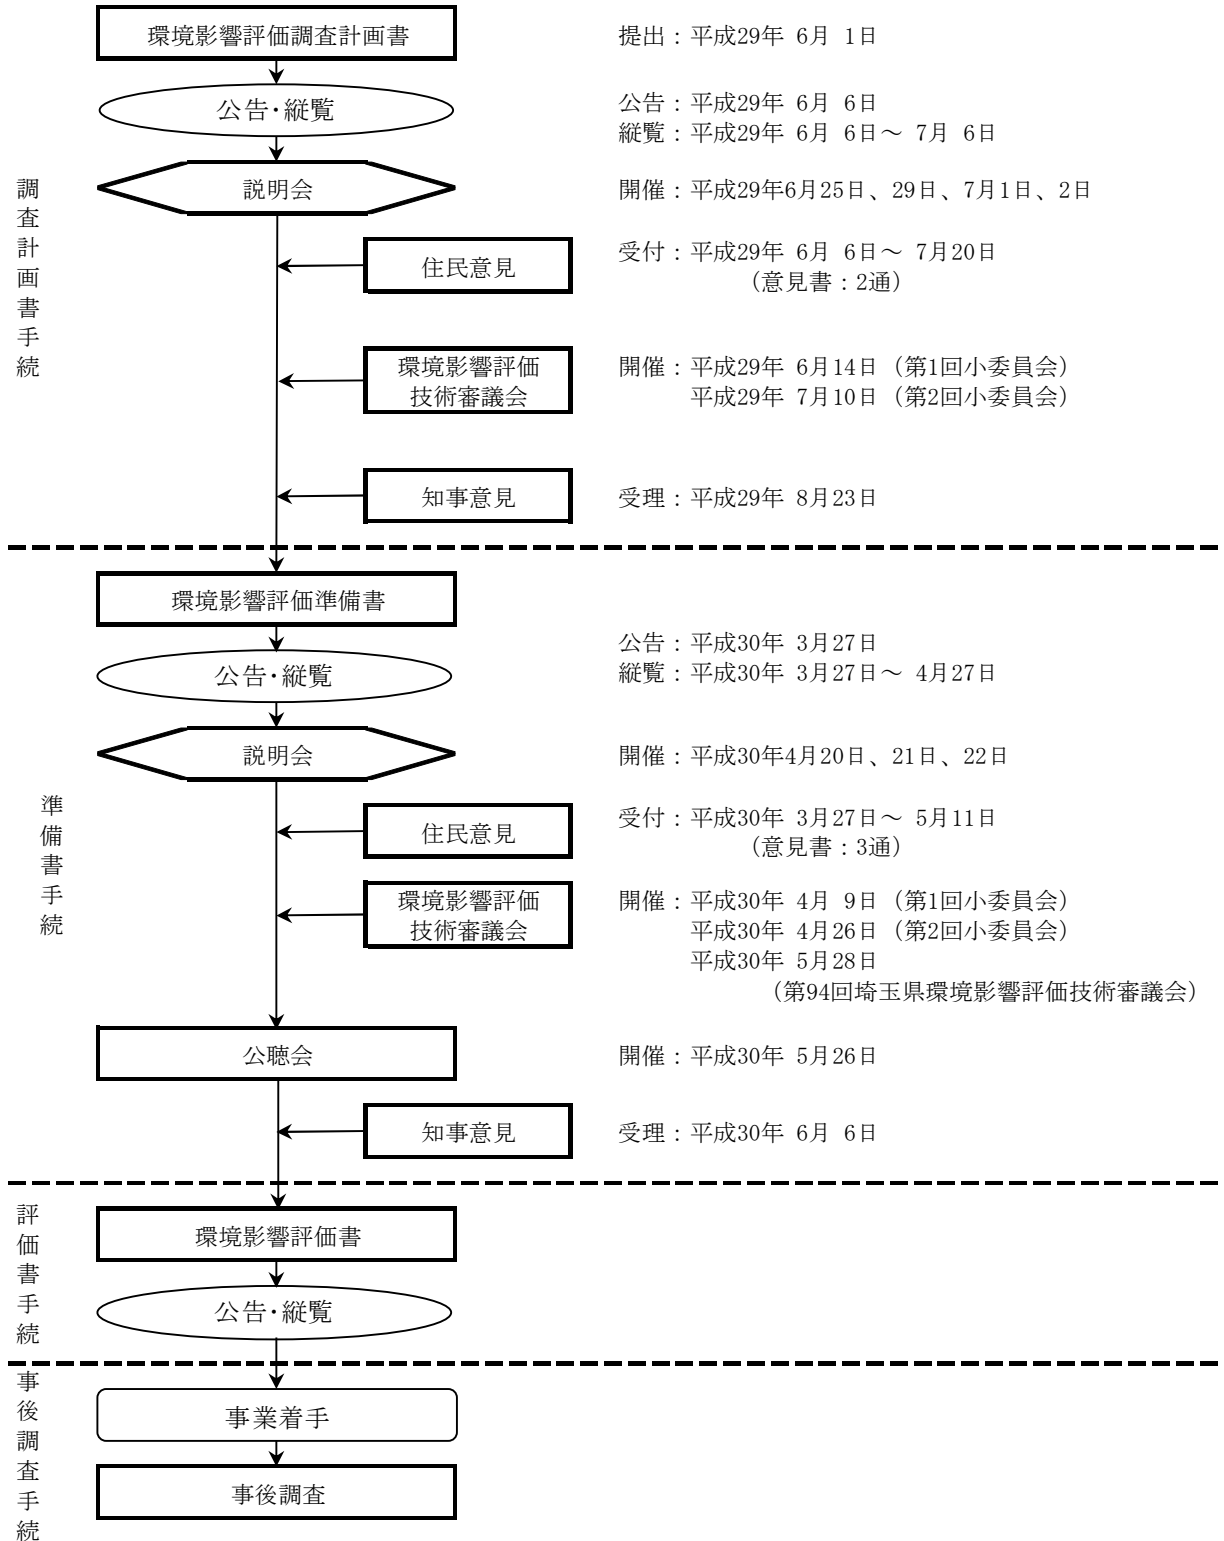 調査計画書手続
環境影響評価調査計画書
提出：平成29年 6月 1日
公告・縦覧
公告：平成29年 6月 6日
縦覧：平成29年 6月 6日～ 7月 6日
説明会
開催：平成29年6月25日、29日、7月1日、2日
住民意見
受付：平成29年 6月 6日～ 7月20日
（意見書：2通）
環境影響評価
技術審議会
開催：平成29年 6月14日（第1回小委員会）
平成29年 7月10日（第2回小委員会）
知事意見
受理：平成29年 8月23日
準備書手続
環境影響評価準備書
公告・縦覧
公告：平成30年 3月27日
縦覧：平成30年 3月27日～ 4月27日
説明会
開催：平成30年4月20日、21日、22日
住民意見
受付：平成30年 3月27日～ 5月11日
（意見書：3通）
環境影響評価
技術審議会
開催：平成30年 4月 9日（第1回小委員会）
平成30年 4月26日（第2回小委員会）
平成30年 5月28日
（第94回埼玉県環境影響評価技術審議会）
公聴会
開催：平成30年 5月26日
知事意見
受理：平成30年 6月 6日
評価書手続
環境影響評価書
公告・縦覧
事後調査手続
事業着手
事後調査